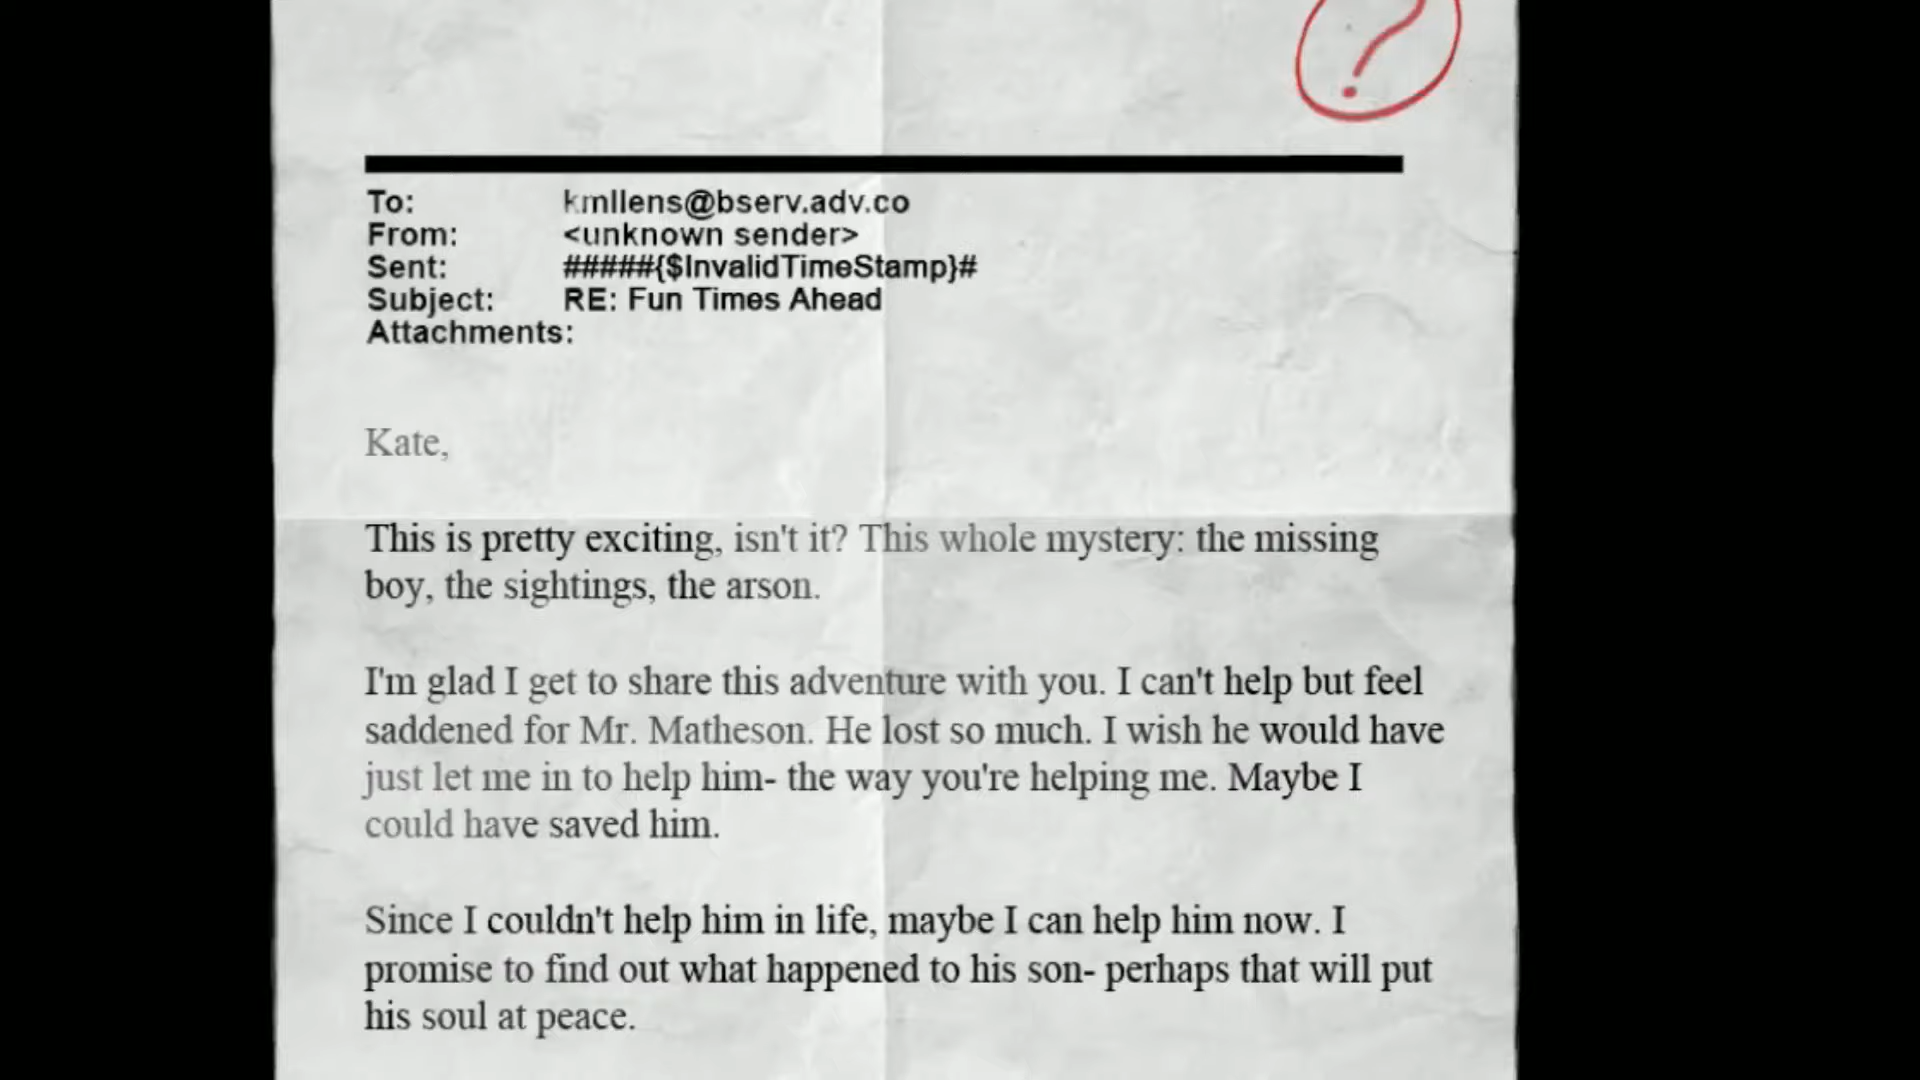 ?
To: kmllens@bserv.adv.co
From: <unknown sender>
Sent: #####{$InvalidTimeStamp}#
Subject: RE: Fun Times Ahead
Attachments:
Kate,
This is pretty exciting, isn't it? This whole mystery: the missing
boy, the sightings, the arson.
I'm glad I get to share this adventure with you. I can't help but feel
saddened for Mr. Matheson. He lost so much. I wish he would have
just let me in to help him- the way you're helping me. Maybe I
could have saved him.
Since I couldn't help him in life, maybe I can help him now. I
promise to find out what happened to his son- perhaps that will put
his soul at peace.